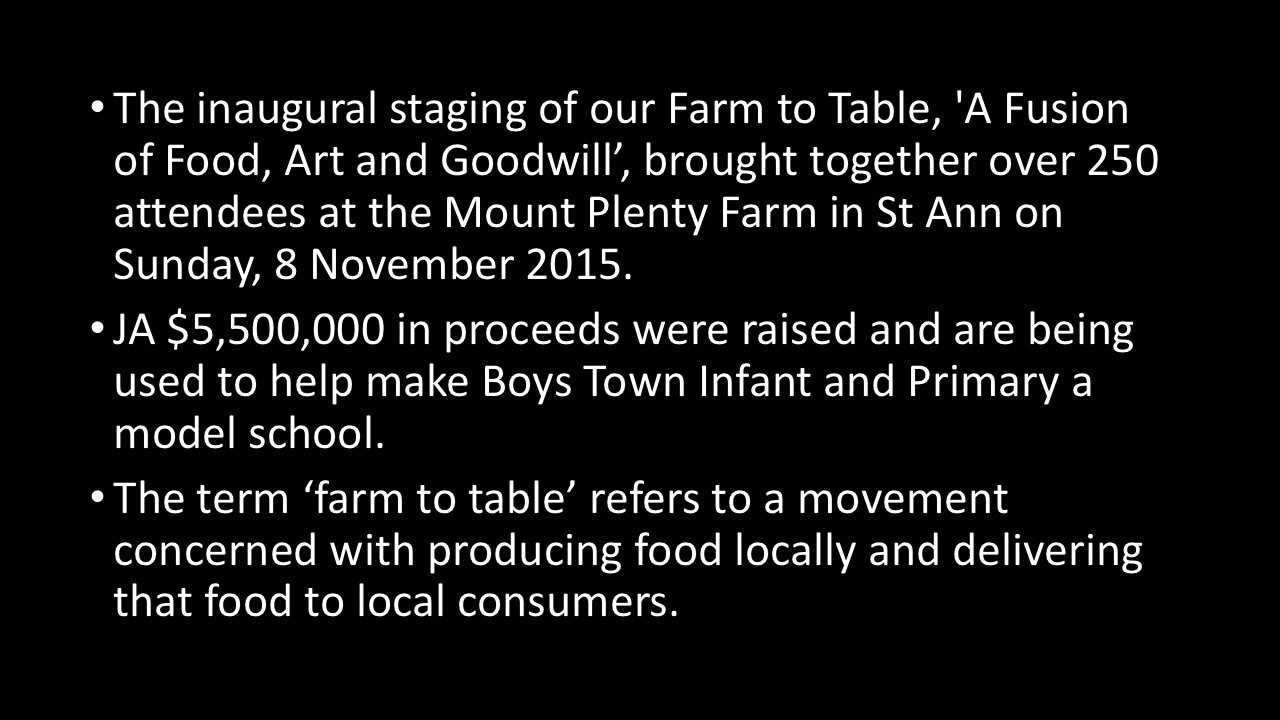 • The inaugural staging of our Farm to Table, 'A Fusion
of Food, Art and Goodwill’, brought together over 250
attendees at the Mount Plenty Farm in St Ann on
Sunday, 8 November 2015.
• JA $5,500,000 in proceeds were raised and are being
used to help make Boys Town Infant and Primary a
model school.
• The term ‘farm to table’ refers to a movement
concerned with producing food locally and delivering
that food to local consumers.